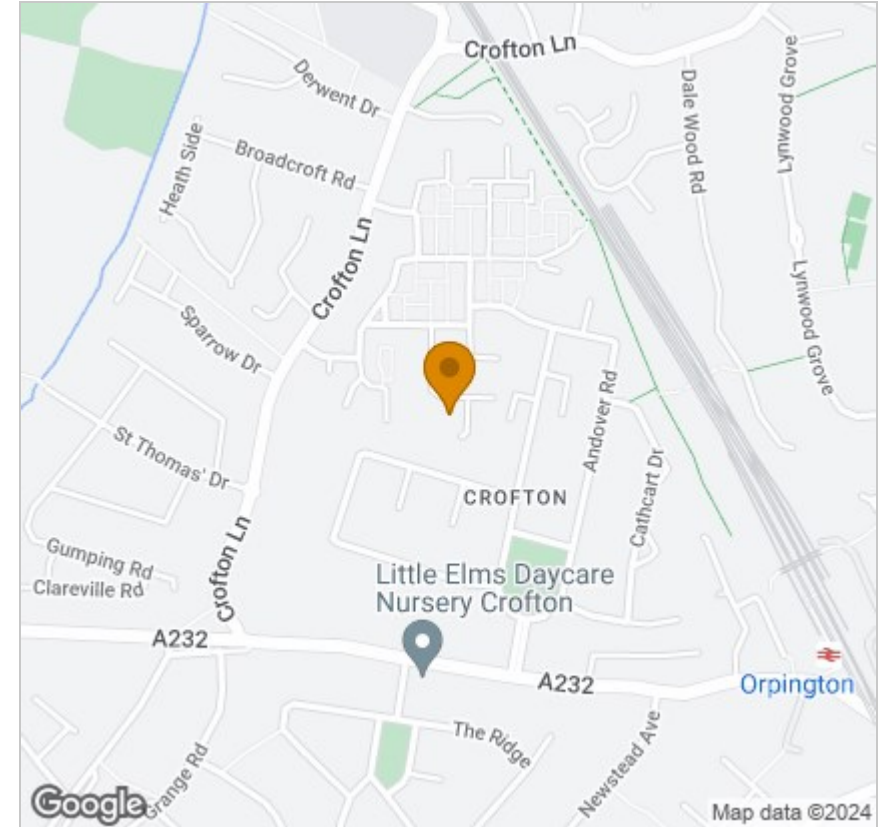 Crofton Ln
Derwent Dr
Dale Wood Rd
Lynwood Grove
Heath Side
Broadcroft Rd
Crofton Ln
Lynwood Grove
Sparrow Dr
Andover Rd
St Thomas' Dr
Cathcart Dr
CROFTON
Crofton Ln
Gumping Rd
Clareville Rd
Little Elms Daycare
Nursery Crofton
A232
A232
Orpington
The Ridge
Newstead Ave
Grange Rd
Google
Map data ©2024